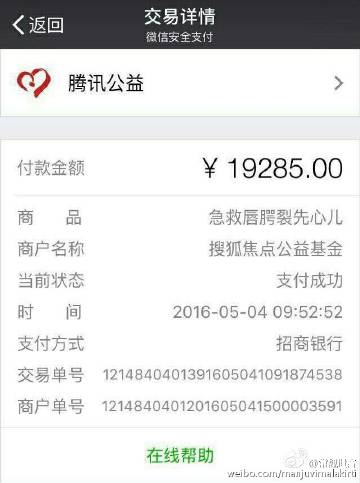 返回
交易详情
微信安全支付
腾讯公益
付款金额 ¥ 19285.00
商 品 急救唇腭裂先心儿
商户名称 搜狐焦点公益基金
当前状态 支付成功
时 间 2016-05-04 09:52:52
支付方式 招商银行
交易单号 1214840401391605041091874538
商户单号 1214840401201605041500003591
在线帮助
weibo.com/manjuvimalakirti